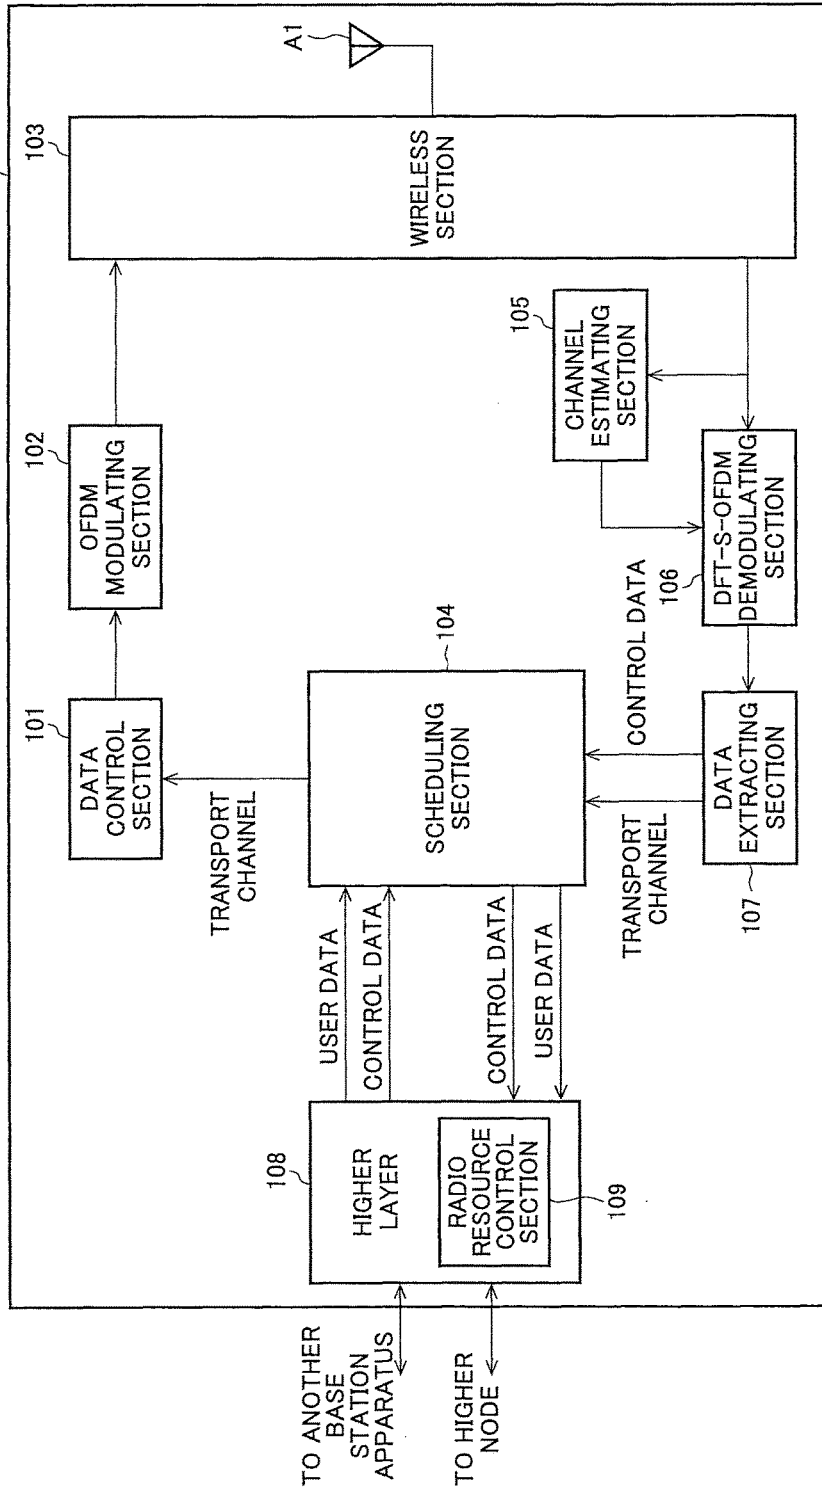 TO ANOTHER
BASE
STATION
APPARATUS
TO HIGHER
NODE
108
HIGHER
LAYER
RADIO
RESOURCE
CONTROL
SECTION
109
USER DATA
CONTROL DATA
CONTROL DATA
USER DATA
TRANSPORT
CHANNEL
101
DATA
CONTROL
SECTION
102
OFDM
MODULATING
SECTION
103
WIRELESS
SECTION
A1
104
SCHEDULING
SECTION
TRANSPORT
CHANNEL
CONTROL DATA
107
DATA
EXTRACTING
SECTION
106
DFT-S-OFDM
DEMODULATING
SECTION
105
CHANNEL
ESTIMATING
SECTION